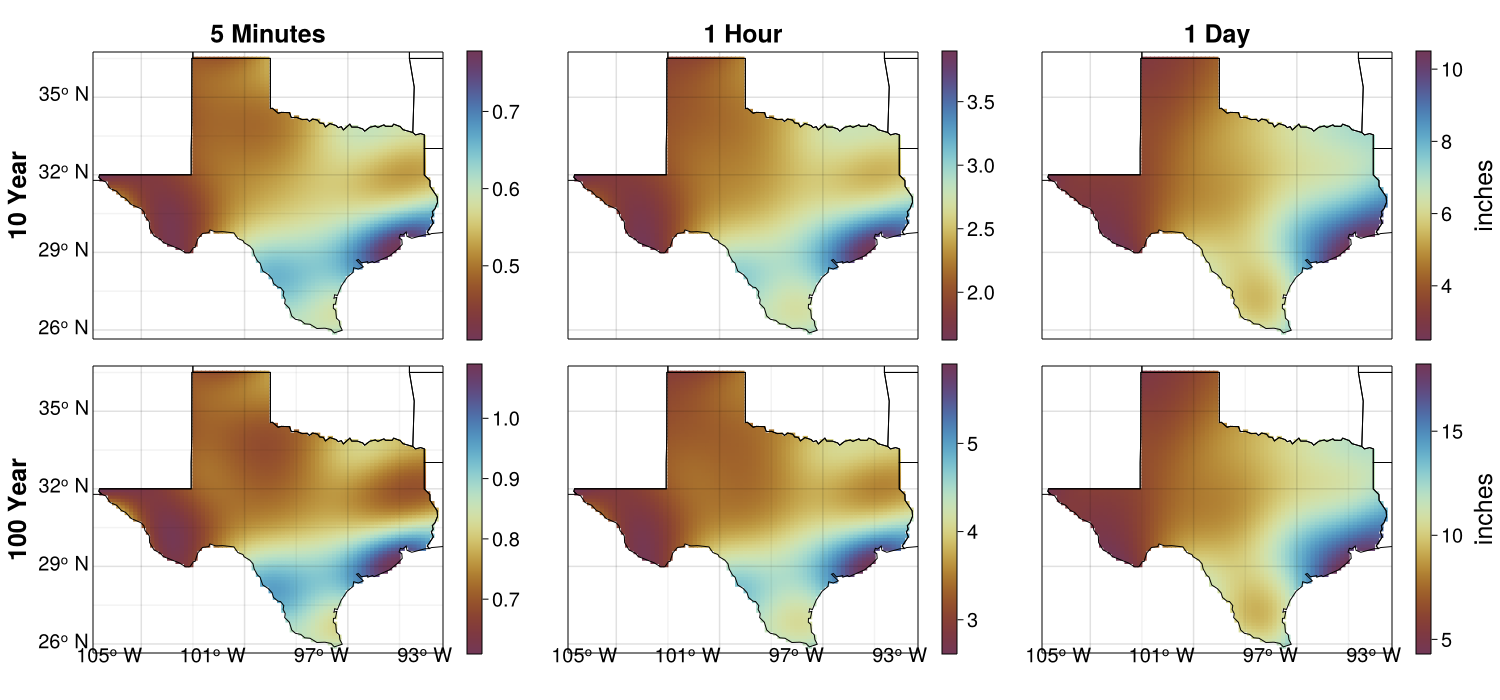 5 Minutes 1 Hour 1 Day
10 Year
35° N
32° N
29° N
26° N
0.7
0.6
0.5
3.5
3.0
2.5
2.0
10
8
6
4
inches
100 Year
35° N
32° N
29° N
26° N
105° W 101° W 97° W 93° W
1.0
0.9
0.8
0.7
105° W 101° W 97° W 93° W
5
4
3
105° W 101° W 97° W 93° W
15
10
5
inches